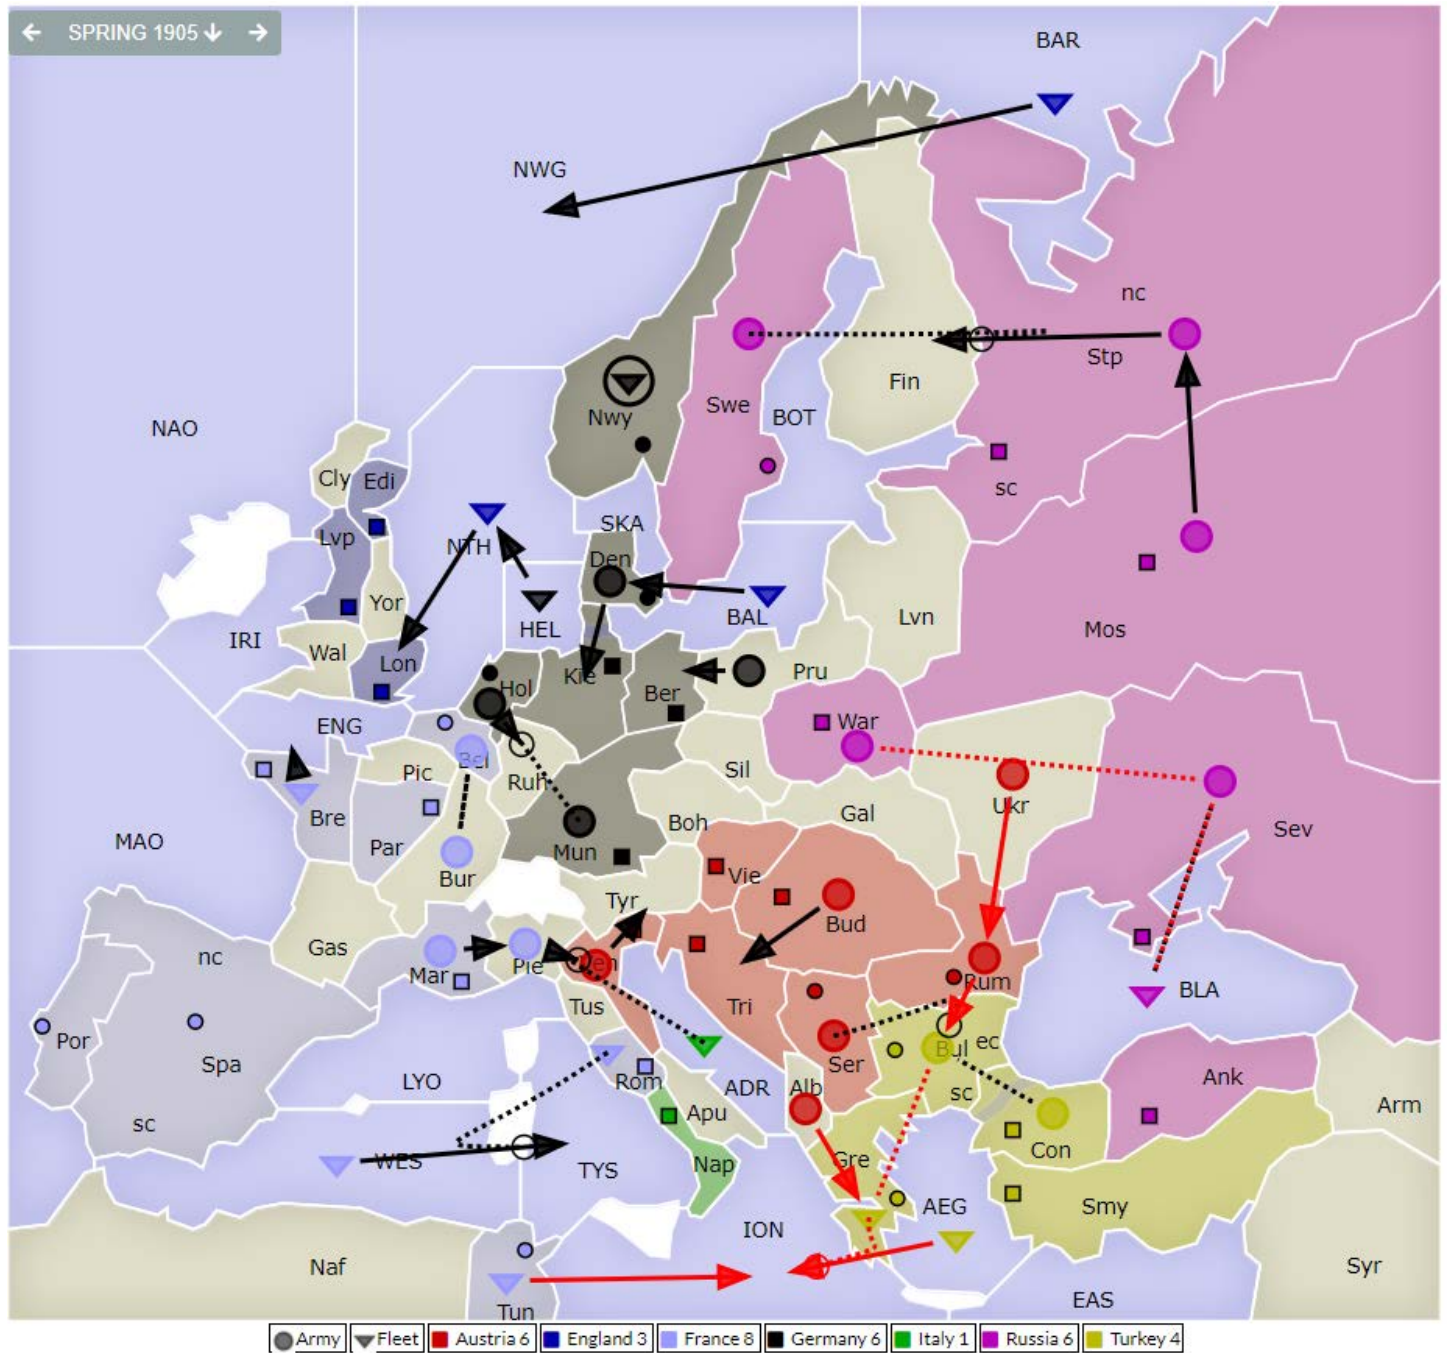 SPRING 1905
BAR
NWG
nc
Stp
Fin
NAO
Swe
BOT
Nwy
Cly
Edi
sc
SKA
Lvp
NTH
Den
Yor
Lvn
IRI
HEL
BAL
Mos
Wal
Lon
Kie
Pru
Hol
Ber
ENG
War
Bel
Pic
Ruh
Sil
Ukr
Bre
Gal
Sev
MAO
Par
Boh
Mun
Bur
Vie
Tyr
Bud
Gas
nc
Mar
Pie
Ven
Rum
BLA
Tus
Tri
Por
Spa
Ser
Bul
ec
LYO
Rom
ADR
Alb
sc
Ank
Apu
Arm
sc
Con
WES
TYS
Nap
Gre
AEG
Smy
ION
Naf
Syr
EAS
Tun
Army Fleet Austria 6 England 3 France 8 Germany 6 Italy 1 Russia 6 Turkey 4